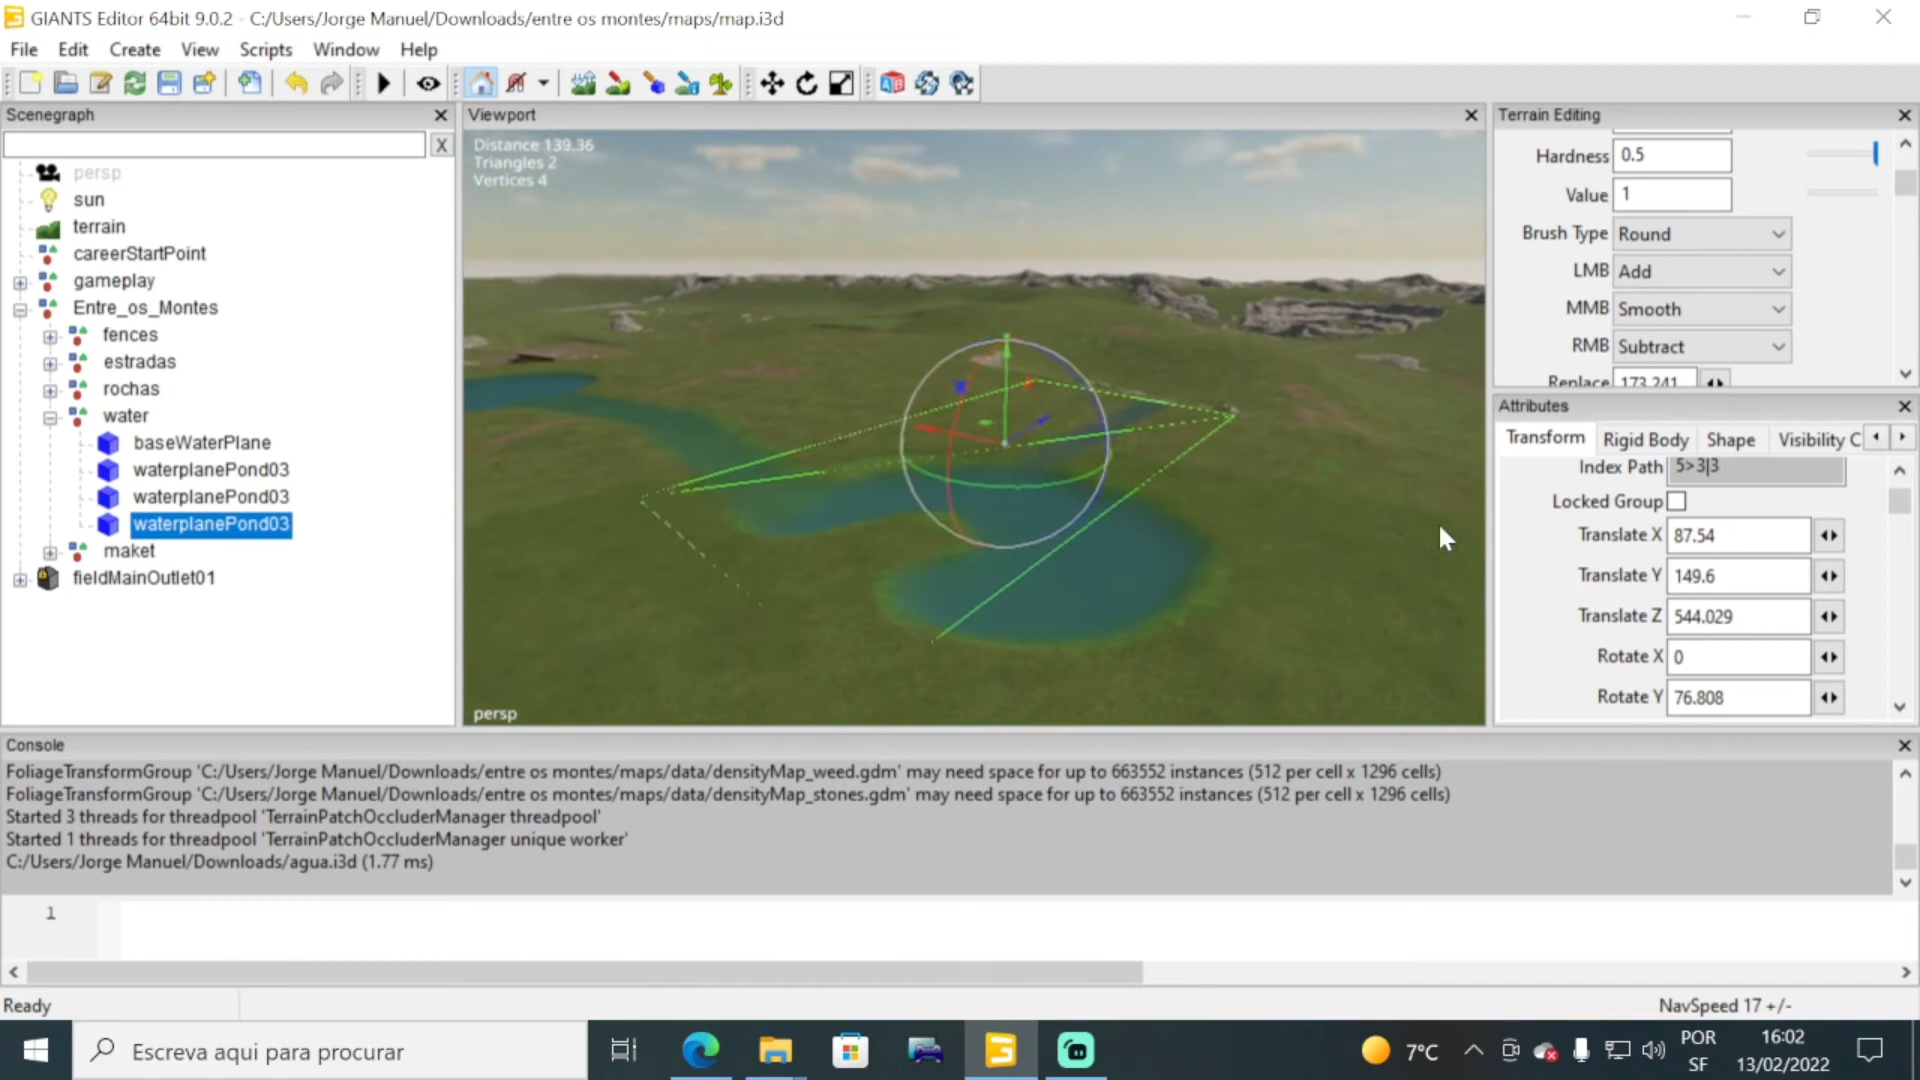 GIANTS Editor 64bit 9.0.2 - C:/Users/Jorge Manuel/Downloads/entre os montes/maps/map.i3d
File Edit Create View Scripts Window Help
Scenegraph
X
persp
sun
terrain
careerStartPoint
gameplay
Entre_os_Montes
fences
estradas
rochas
water
baseWaterPlane
waterplanePond03
waterplanePond03
waterplanePond03
maket
fieldMainOutlet01
Viewport
Distance 139.36
Triangles 2
Vertices 4
persp
Terrain Editing
Hardness 0.5
Value 1
Brush Type Round
LMB Add
MMB Smooth
RMB Subtract
Replace 173.241
Attributes
Transform Rigid Body Shape Visibility C
Index Path 5>3|3
Locked Group
Translate X 87.54
Translate Y 149.6
Translate Z 544.029
Rotate X 0
Rotate Y 76.808
Console
FoliageTransformGroup 'C:/Users/Jorge Manuel/Downloads/entre os montes/maps/data/densityMap_weed.gdm' may need space for up to 663552 instances (512 per cell x 1296 cells)
FoliageTransformGroup 'C:/Users/Jorge Manuel/Downloads/entre os montes/maps/data/densityMap_stones.gdm' may need space for up to 663552 instances (512 per cell x 1296 cells)
Started 3 threads for threadpool 'TerrainPatchOccluderManager threadpool'
Started 1 threads for threadpool 'TerrainPatchOccluderManager unique worker'
C:/Users/Jorge Manuel/Downloads/agua.i3d (1.77 ms)
1
Ready
NavSpeed 17 +/-
Escreva aqui para procurar
7°C
POR
SF
16:02
13/02/2022